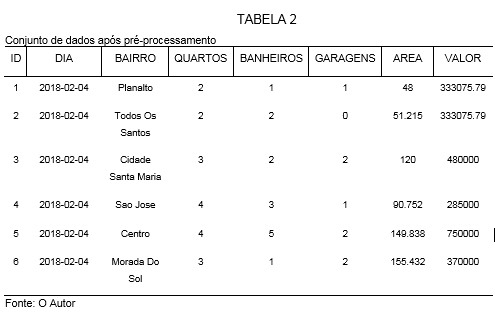 TABELA 2
Conjunto de dados após pré-processamento
ID DIA BAIRRO QUARTOS BANHEIROS GARAGENS AREA VALOR
1 2018-02-04 Planalto 2 1 1 48 333075.79
2 2018-02-04 Todos Os 2 2 0 51.215 333075.79
Santos
3 2018-02-04 Cidade 3 2 2 120 480000
Santa Maria
4 2018-02-04 Sao Jose 4 3 1 90.752 285000
5 2018-02-04 Centro 4 5 2 149.838 750000
6 2018-02-04 Morada Do 3 1 2 155.432 370000
Sol
Fonte: O Autor